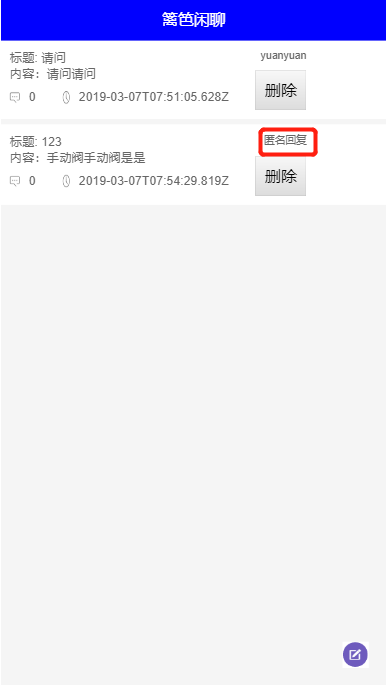 篱笆闲聊
标题: 请问
yuanyuan
内容：请问请问
删除
0
2019-03-07T07:51:05.628Z
标题: 123
匿名回复
内容：手动阀手动阀是是
删除
0
2019-03-07T07:54:29.819Z